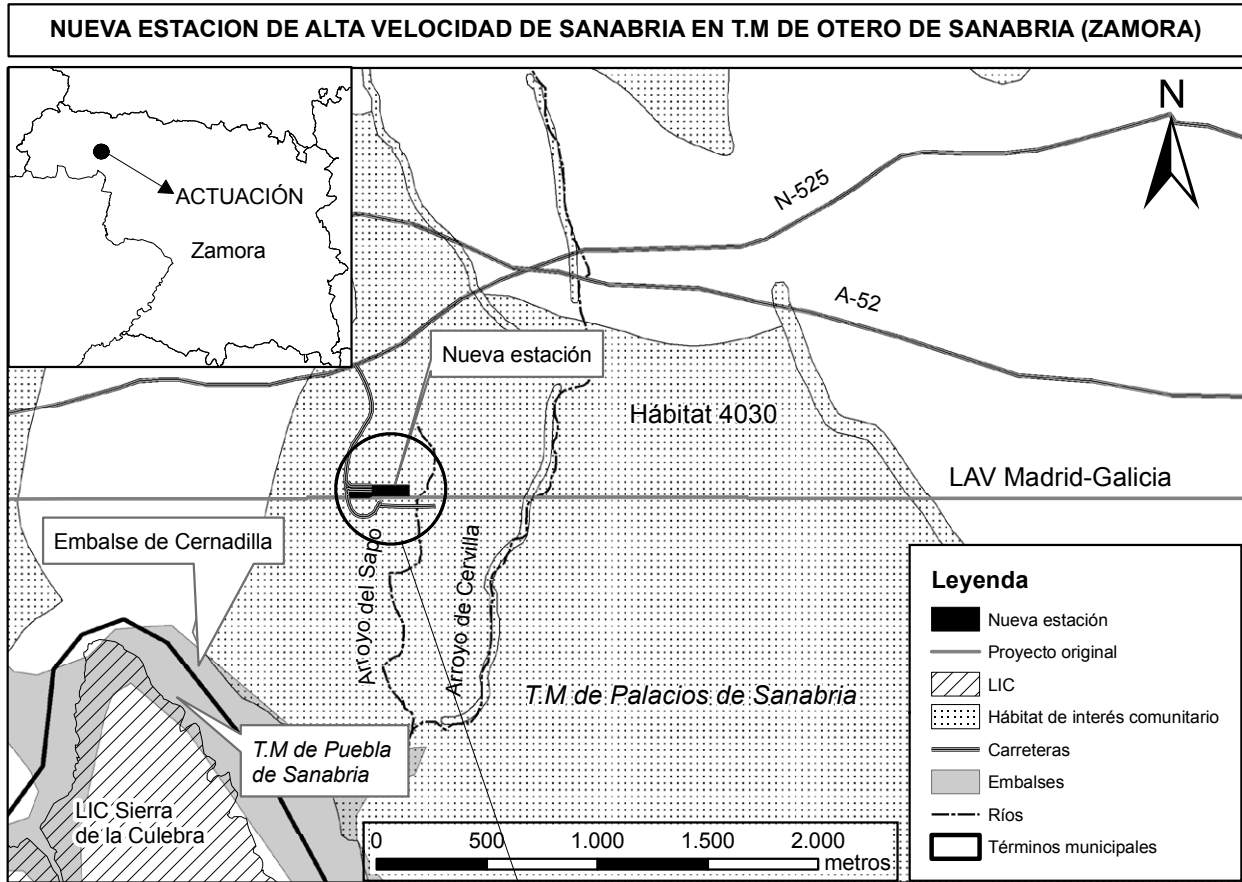 NUEVA ESTACION DE ALTA VELOCIDAD DE SANABRIA EN T.M DE OTERO DE SANABRIA (ZAMORA)
ACTUACIÓN
Zamora
N
N-525
A-52
Nueva estación
Hábitat 4030
LAV Madrid-Galicia
Embalse de Cernadilla
Arroyo del Sapo
Arroyo de Cervilla
T.M de Palacios de Sanabria
T.M de Puebla
de Sanabria
LIC Sierra
de la Culebra
0 500 1.000 1.500 2.000
metros
Leyenda
Nueva estación
Proyecto original
LIC
Hábitat de interés comunitario
Carreteras
Embalses
Ríos
Términos municipales